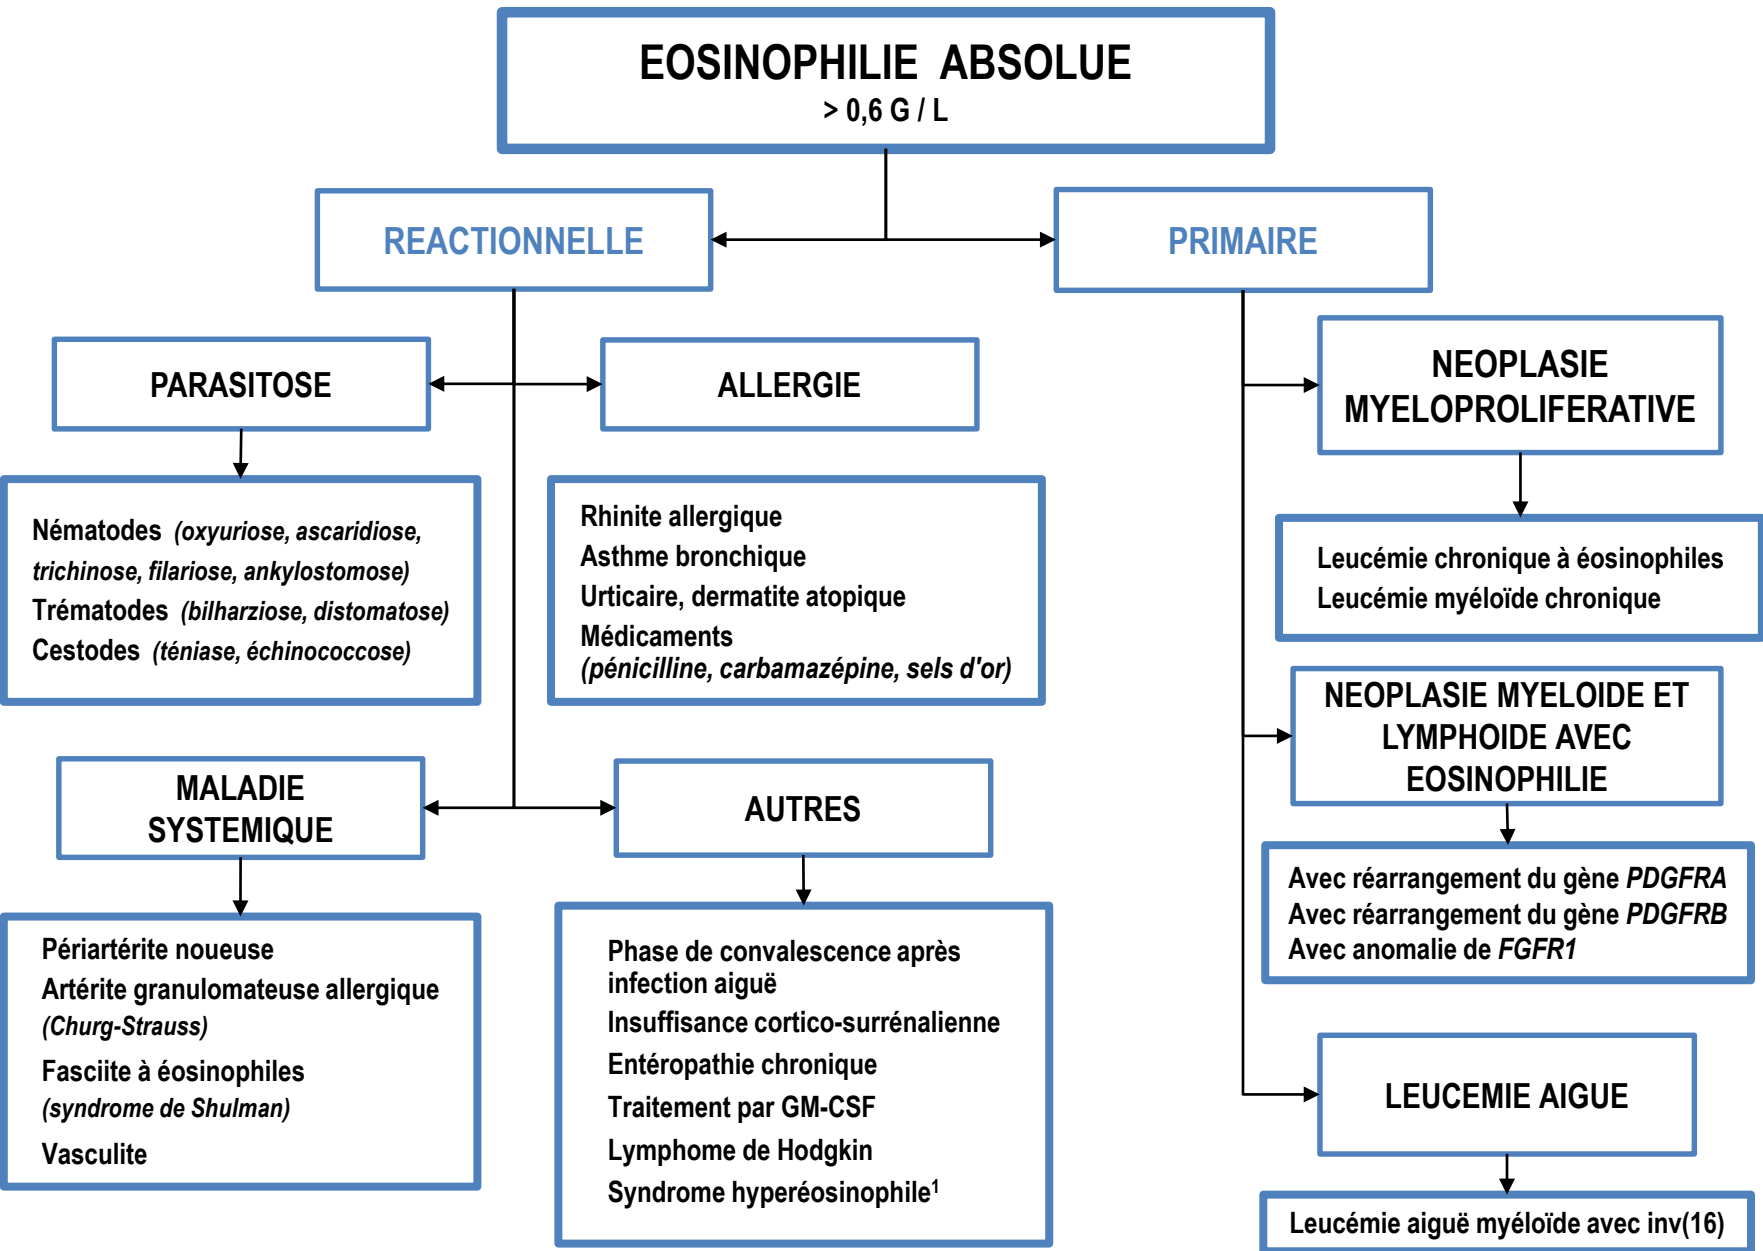 EOSINOPHILIE ABSOLUE
> 0,6 G / L
REACTIONNELLE
PRIMAIRE
PARASITOSE
ALLERGIE
NEOPLASIE
MYELOPROLIFERATIVE
Nématodes (oxyuriose, ascaridiose,
trichinose, filariose, ankylostomose)
Trématodes (bilharziose, distomatose)
Cestodes (téniase, échinococcose)
Rhinite allergique
Asthme bronchique
Urticaire, dermatite atopique
Médicaments
(pénicilline, carbamazépine, sels d'or)
Leucémie chronique à éosinophiles
Leucémie myéloïde chronique
NEOPLASIE MYELOIDE ET
LYMPHOIDE AVEC
EOSINOPHILIE
MALADIE
SYSTEMIQUE
AUTRES
Avec réarrangement du gène PDGFRA
Avec réarrangement du gène PDGFRB
Avec anomalie de FGFR1
Périartérite noueuse
Artérite granulomateuse allergique
(Churg-Strauss)
Fasciite à éosinophiles
(syndrome de Shulman)
Vasculite
Phase de convalescence après
infection aiguë
Insuffisance cortico-surrénalienne
Entéropathie chronique
Traitement par GM-CSF
Lymphome de Hodgkin
Syndrome hyperéosinophile¹
LEUCEMIE AIGUE
Leucémie aiguë myéloïde avec inv(16)